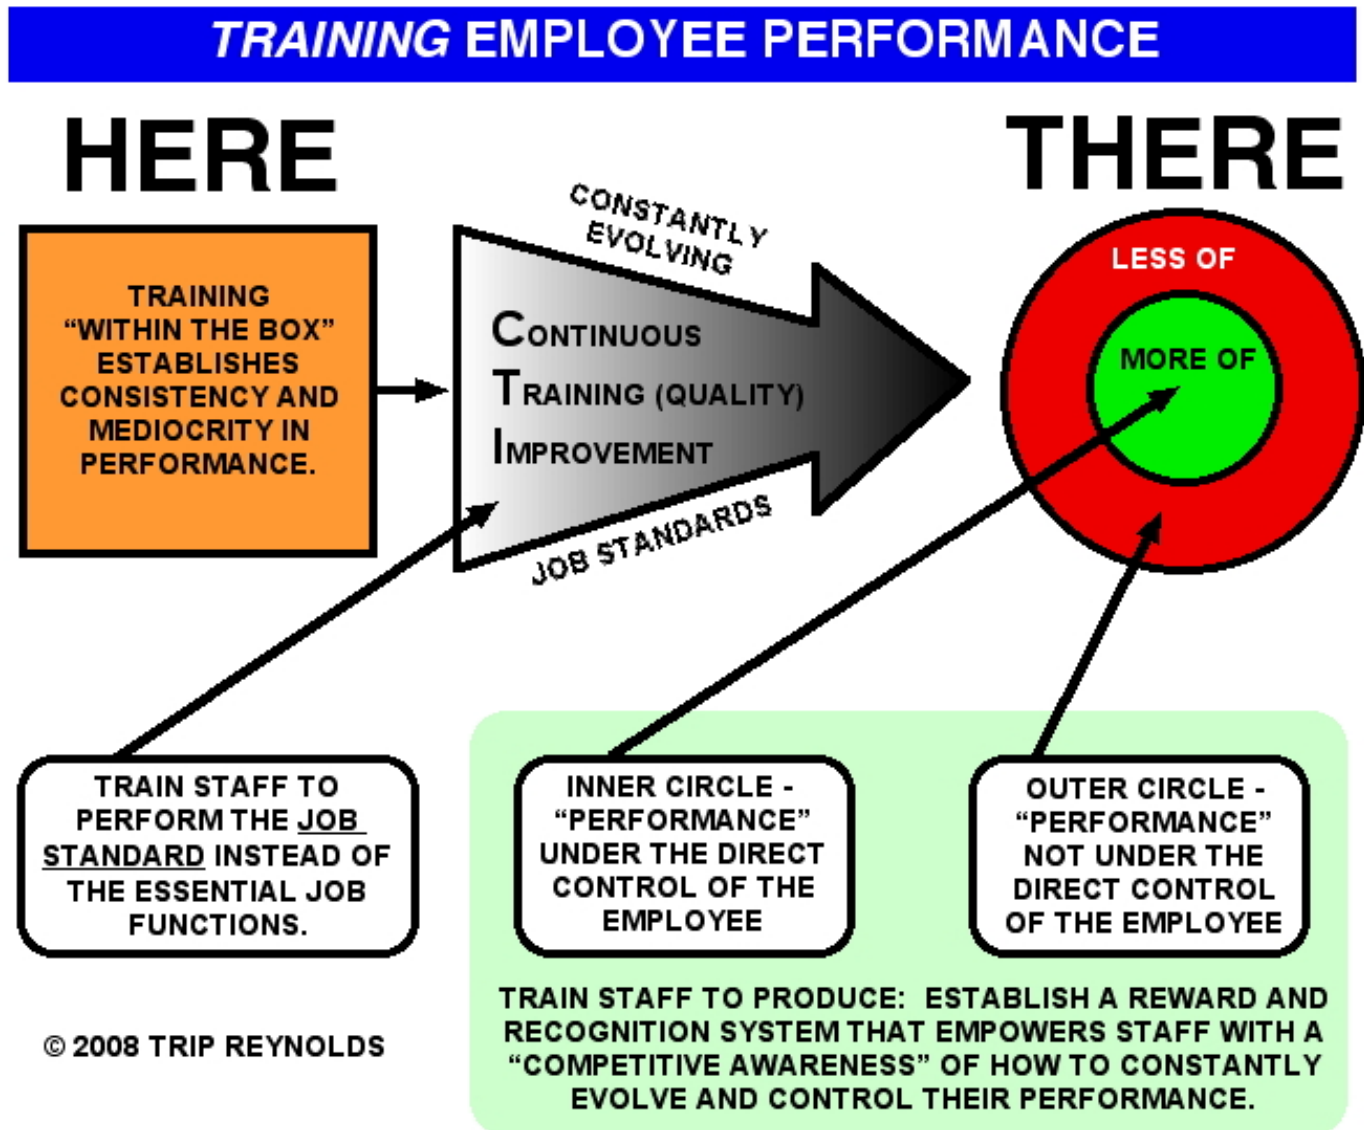 TRAINING EMPLOYEE PERFORMANCE
HERE
THERE
TRAINING
“WITHIN THE BOX”
ESTABLISHES
CONSISTENCY AND
MEDIOCRITY IN
PERFORMANCE.
CONSTANTLY
EVOLVING
CONTINUOUS
TRAINING (QUALITY)
IMPROVEMENT
JOB STANDARDS
LESS OF
MORE OF
TRAIN STAFF TO
PERFORM THE JOB
STANDARD INSTEAD OF
THE ESSENTIAL JOB
FUNCTIONS.
INNER CIRCLE -
“PERFORMANCE”
UNDER THE DIRECT
CONTROL OF THE
EMPLOYEE
OUTER CIRCLE -
“PERFORMANCE”
NOT UNDER THE
DIRECT CONTROL
OF THE EMPLOYEE
TRAIN STAFF TO PRODUCE:  ESTABLISH A REWARD AND
RECOGNITION SYSTEM THAT EMPOWERS STAFF WITH A
“COMPETITIVE AWARENESS” OF HOW TO CONSTANTLY
EVOLVE AND CONTROL THEIR PERFORMANCE.
© 2008 TRIP REYNOLDS